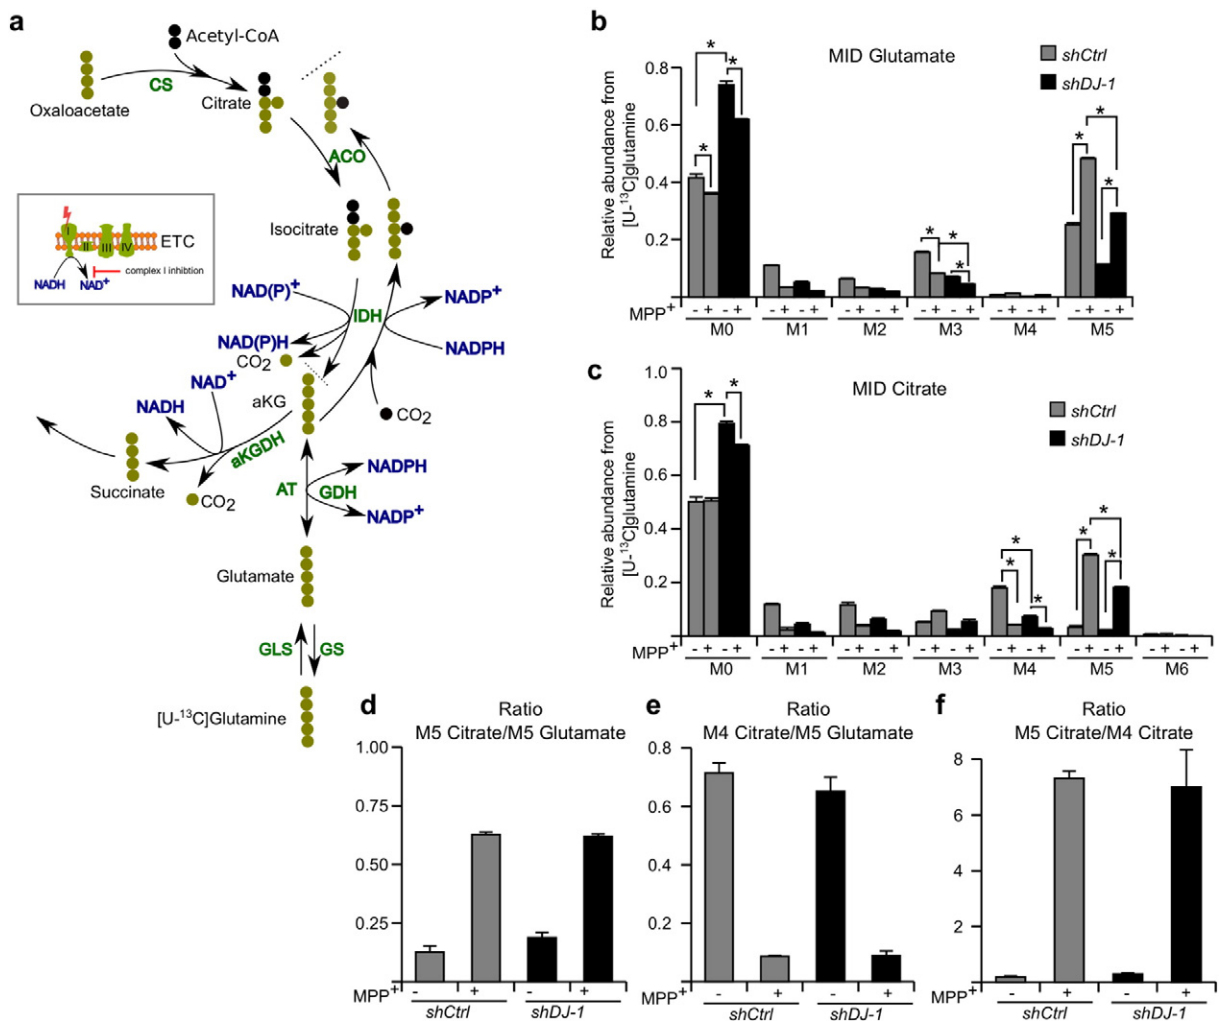 a
Acetyl-CoA
Oxaloacetate
CS
Citrate
ACO
Isocitrate
I
II
III
IV
ETC
NADH
NAD+
complex I inhibtion
NAD(P)+
IDH
NADP+
NAD(P)H
NADPH
CO2
NAD+
aKG
NADH
CO2
aKGDH
Succinate
CO2
AT
GDH
NADPH
NADP+
Glutamate
GLS
GS
[U-13C]Glutamine
b
MID Glutamate
shCtrl
shDJ-1
Relative abundance from
[U-13C]glutamine
0.8
0.6
0.4
0.2
* * * * * * * * * *
MPP+
- + - + - + - + - + - + - + - + - + - + - + - +
M0 M1 M2 M3 M4 M5
c
MID Citrate
shCtrl
shDJ-1
Relative abundance from
[U-13C]glutamine
1.0
0.8
0.6
0.4
0.2
* * * * * * * *
MPP+
- + - + - + - + - + - + - + - + - + - + - + - + - + - +
M0 M1 M2 M3 M4 M5 M6
d
Ratio
M5 Citrate/M5 Glutamate
1.00
0.75
0.50
0.25
MPP+ - + - +
shCtrl shDJ-1
e
Ratio
M4 Citrate/M5 Glutamate
0.8
0.6
0.4
0.2
MPP+ - + - +
shCtrl shDJ-1
f
Ratio
M5 Citrate/M4 Citrate
8
6
4
2
MPP+ - + - +
shCtrl shDJ-1